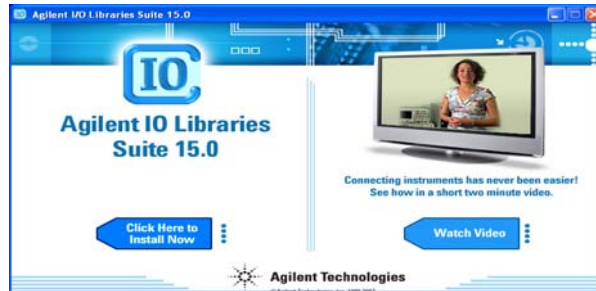 Agilent I/O Libraries Suite 15.0
IO
Agilent IO Libraries
Suite 15.0
Connecting instruments has never been easier!
See how in a short two minute video.
Click Here to
Install Now
Watch Video
Agilent Technologies